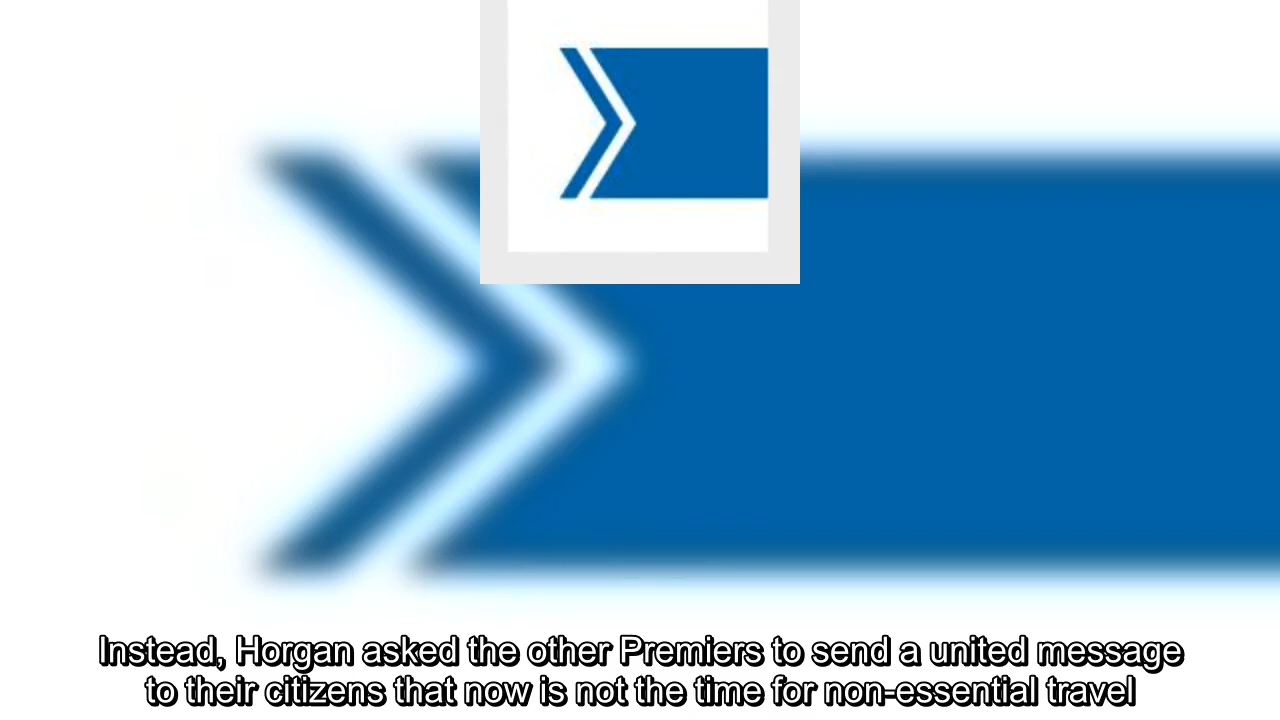 Instead, Horgan asked the other Premiers to send a united message
to their citizens that now is not the time for non-essential travel